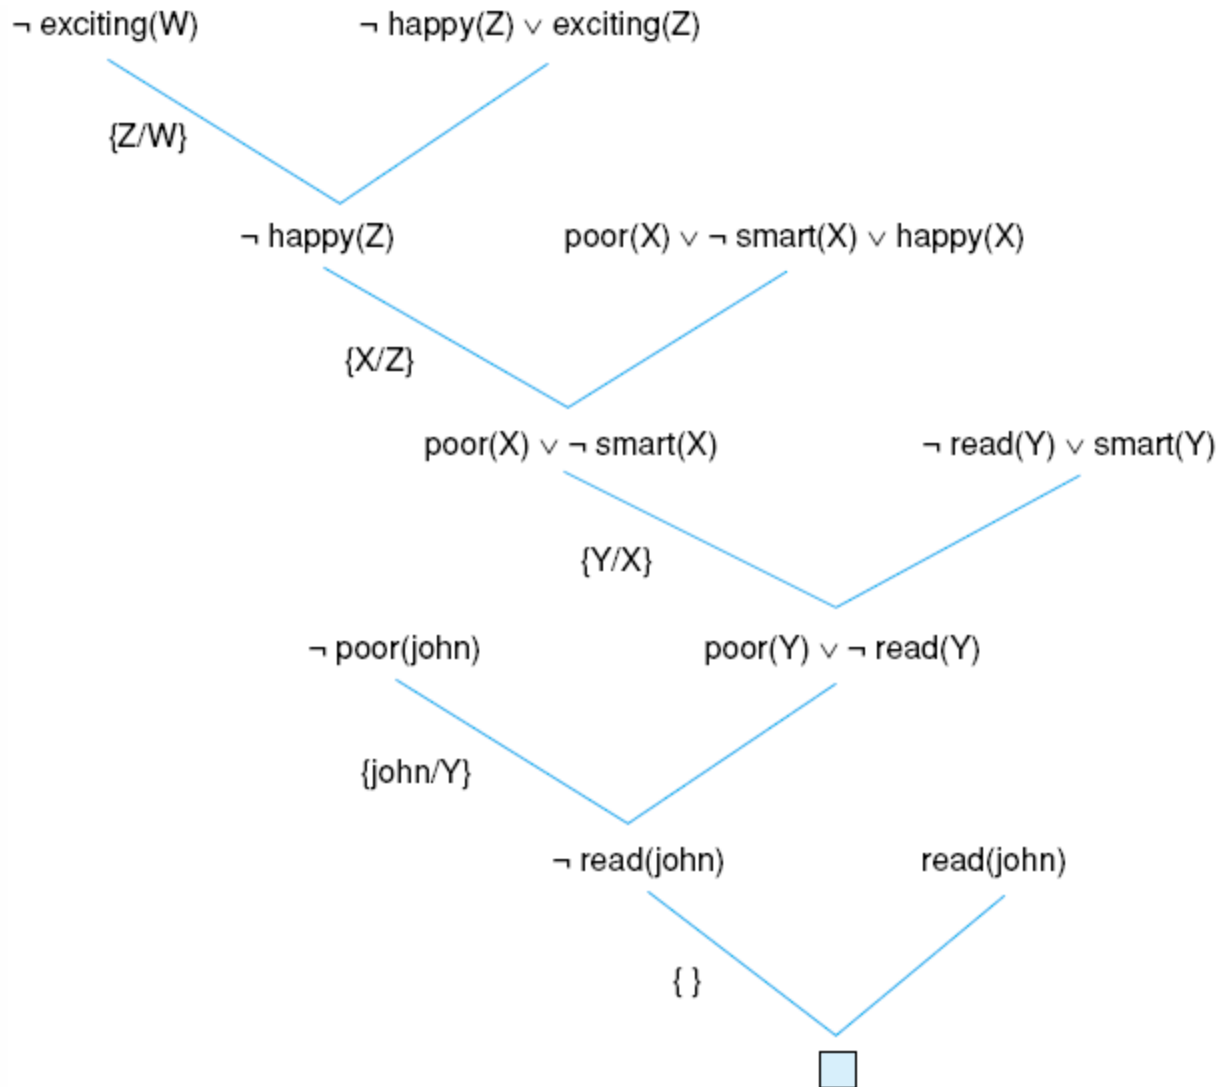 ¬ exciting(W) ¬ happy(Z) ∨ exciting(Z)
{Z/W}
¬ happy(Z) poor(X) ∨ ¬ smart(X) ∨ happy(X)
{X/Z}
poor(X) ∨ ¬ smart(X) ¬ read(Y) ∨ smart(Y)
{Y/X}
¬ poor(john) poor(Y) ∨ ¬ read(Y)
{john/Y}
¬ read(john) read(john)
{ }